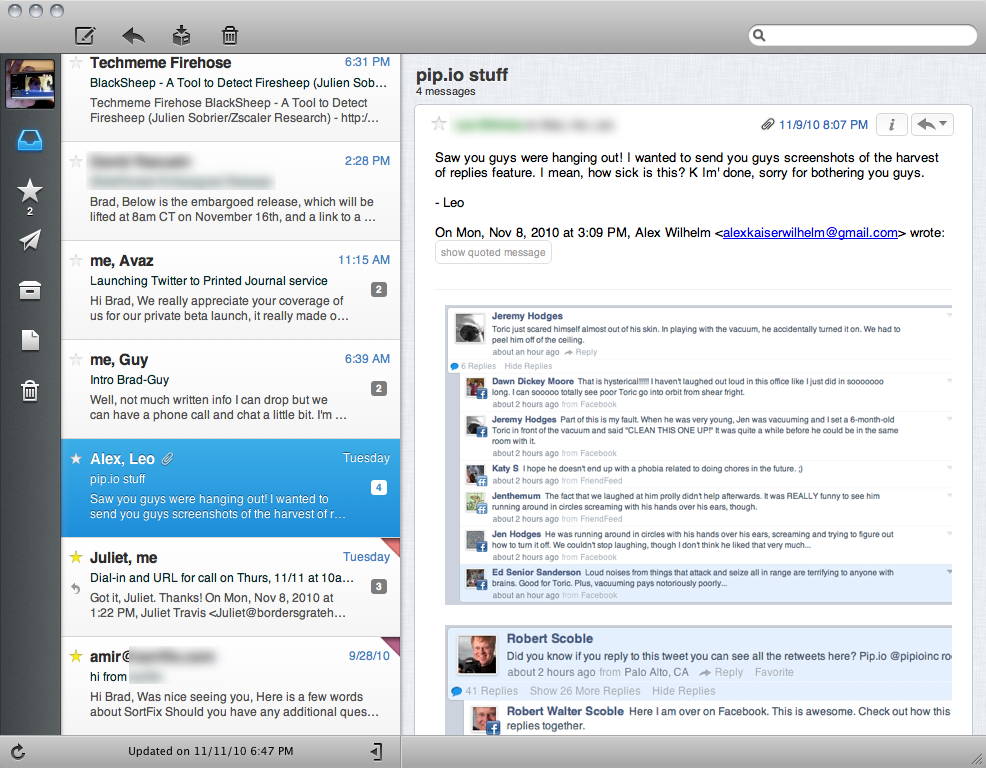 2
Techmeme Firehose 6:31 PM
BlackSheep - A Tool to Detect Firesheep (Julien Sob…
Techmeme Firehose BlackSheep - A Tool to Detect
Firesheep (Julien Sobrier/Zscaler Research) - http:/…
2:28 PM
Brad, Below is the embargoed release, which will be
lifted at 8am CT on November 16th, and a link to a …
me, Avaz 11:15 AM
Launching Twitter to Printed Journal service
2
Hi Brad, We really appreciate your coverage of
us for our private beta launch, it really made o…
me, Guy 6:39 AM
Intro Brad-Guy
2
Well, not much written info I can drop but we
can have a phone call and chat a little bit. I'm …
Alex, Leo Tuesday
pip.io stuff
4
Saw you guys were hanging out! I wanted to
send you guys screenshots of the harvest of r…
Juliet, me Tuesday
Dial-in and URL for call on Thurs, 11/11 at 10a…
3
Got it, Juliet. Thanks! On Mon, Nov 8, 2010 at
1:22 PM, Juliet Travis <Juliet@bordersgrateh…
amir@ 9/28/10
hi from
Hi Brad, Was nice seeing you, Here is a few words
about SortFix Should you have any additional ques…
Updated on 11/11/10 6:47 PM
pip.io stuff
4 messages
11/9/10 8:07 PM
i
Saw you guys were hanging out! I wanted to send you guys screenshots of the harvest
of replies feature. I mean, how sick is this? K Im' done, sorry for bothering you guys.
- Leo
On Mon, Nov 8, 2010 at 3:09 PM, Alex Wilhelm <alexkaiserwilhelm@gmail.com> wrote:
show quoted message
Jeremy Hodges
Toric just scared himself almost out of his skin. In playing with the vacuum, he accidentally turned it on. We had to
peel him off of the ceiling.
about an hour ago Reply
6 Replies Hide Replies
Dawn Dickey Moore That is hysterical!!!!! I haven't laughed out loud in this office like I just did in sooooooo
long. I can sooooo totally see poor Toric go into orbit from shear fright.
about 2 hours ago from Facebook
Jeremy Hodges Part of this is my fault. When he was very young, Jen was vacuuming and I set a 6-month-old
Toric in front of the vacuum and said "CLEAN THIS ONE UP!" It was quite a while before he could be in the same
room with it.
about 2 hours ago from Facebook
Katy S I hope he doesn't end up with a phobia related to doing chores in the future. ;)
about 2 hours ago from FriendFeed
Jenthemum The fact that we laughed at him prolly didn't help afterwards. It was REALLY funny to see him
running around in circles screaming with his hands over his ears, though.
about 2 hours ago from FriendFeed
Jen Hodges He was running around in circles with his hands over his ears, screaming and trying to figure out
how to turn it off. We couldn't stop laughing, though I don't think he liked that very much...
about 2 hours ago from Facebook
Ed Senior Sanderson Loud noises from things that attack and seize all in range are terrifying to anyone with
brains. Good for Toric. Plus, vacuuming pays notoriously poorly...
about an hour ago from Facebook
Robert Scoble
Did you know if you reply to this tweet you can see all the retweets here? Pip.io @pipioinc ro
about 2 hours ago from Palo Alto, CA Reply Favorite
41 Replies Show 26 More Replies Hide Replies
Robert Walter Scoble Here I am over on Facebook. This is awesome. Check out how this
replies together.